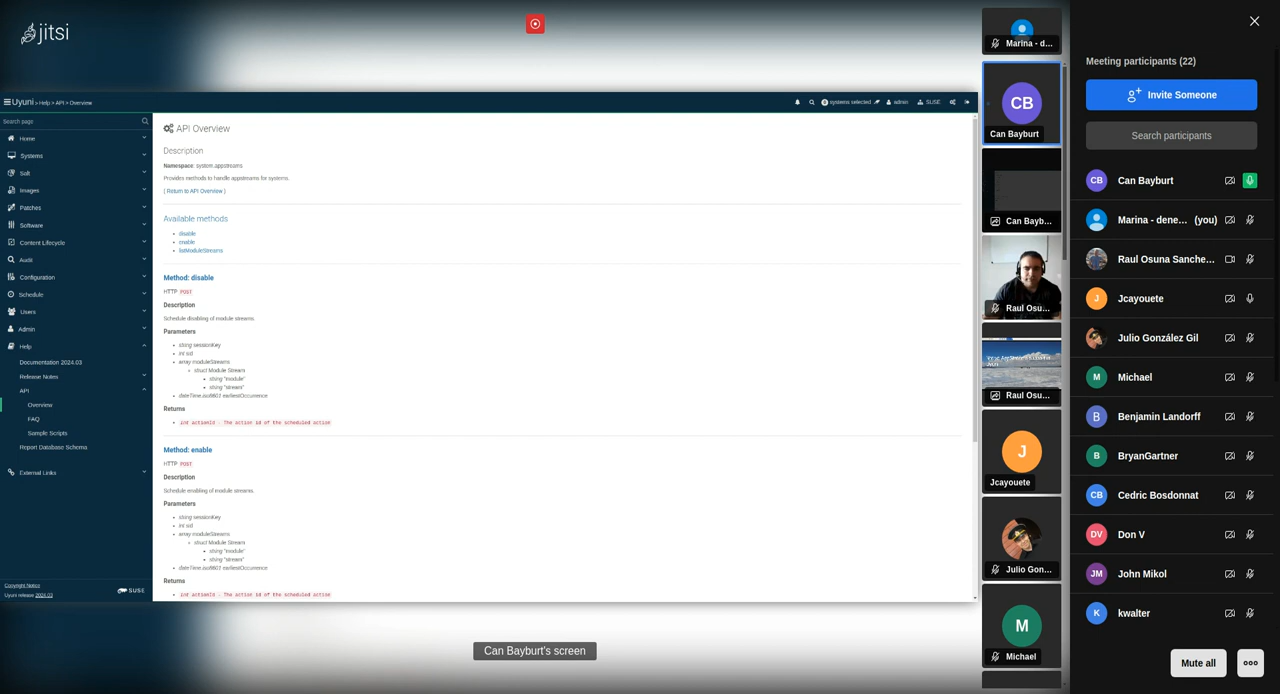 jitsi
Uyuni > Help > API > Overview
0 systems selected
admin
SUSE
Search page
Home
Systems
Salt
Images
Patches
Software
Content Lifecycle
Audit
Configuration
Schedule
Users
Admin
Help
Documentation 2024.03
Release Notes
API
Overview
FAQ
Sample Scripts
Report Database Schema
External Links
Copyright Notice
Uyuni release 2024.03
SUSE
API Overview
Description
Namespace: system.appstreams
Provides methods to handle appstreams for systems.
[ Return to API Overview ]
Available methods
disable
enable
listModuleStreams
Method: disable
HTTP POST
Description
Schedule disabling of module streams.
Parameters
string sessionKey
int sid
array moduleStreams
struct Module Stream
string "module"
string "stream"
dateTime.iso8601 earliestOccurrence
Returns
int actionId - The action id of the scheduled action
Method: enable
HTTP POST
Description
Schedule enabling of module streams.
Parameters
string sessionKey
int sid
array moduleStreams
struct Module Stream
string "module"
string "stream"
dateTime.iso8601 earliestOccurrence
Returns
int actionId - The action id of the scheduled action
Can Bayburt's screen
Marina - d...
CB
Can Bayburt
Can Bayb...
Raul Osu...
Raul Osu...
J
Jcayouete
Julio Gon...
M
Michael
Meeting participants (22)
Invite Someone
Search participants
CB Can Bayburt
Marina - dene... (you)
Raul Osuna Sanche...
J Jcayouete
Julio González Gil
M Michael
B Benjamin Landorff
B BryanGartner
CB Cedric Bosdonnat
DV Don V
JM John Mikol
K kwalter
Mute all